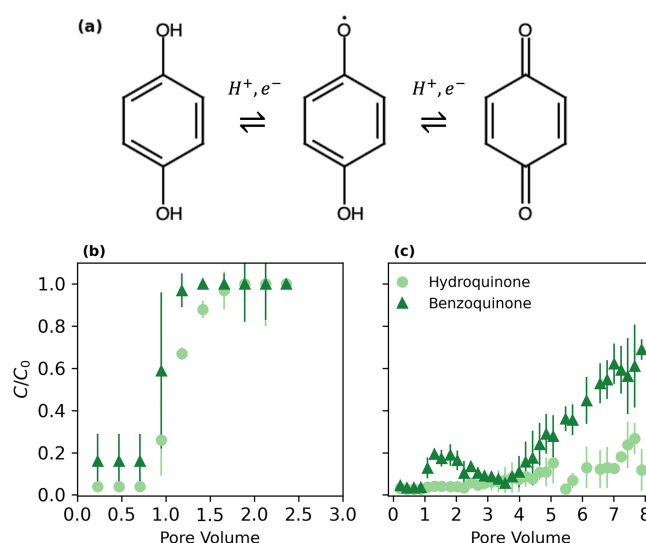 (a)
OH
OH
H⁺, e⁻
⇌
Ȯ
OH
H⁺, e⁻
⇌
O
O
(b)
C/C₀
1.0
0.8
0.6
0.4
0.2
0.0
0.0 0.5 1.0 1.5 2.0 2.5 3.0
Pore Volume
(c)
Hydroquinone
Benzoquinone
0 1 2 3 4 5 6 7 8
Pore Volume